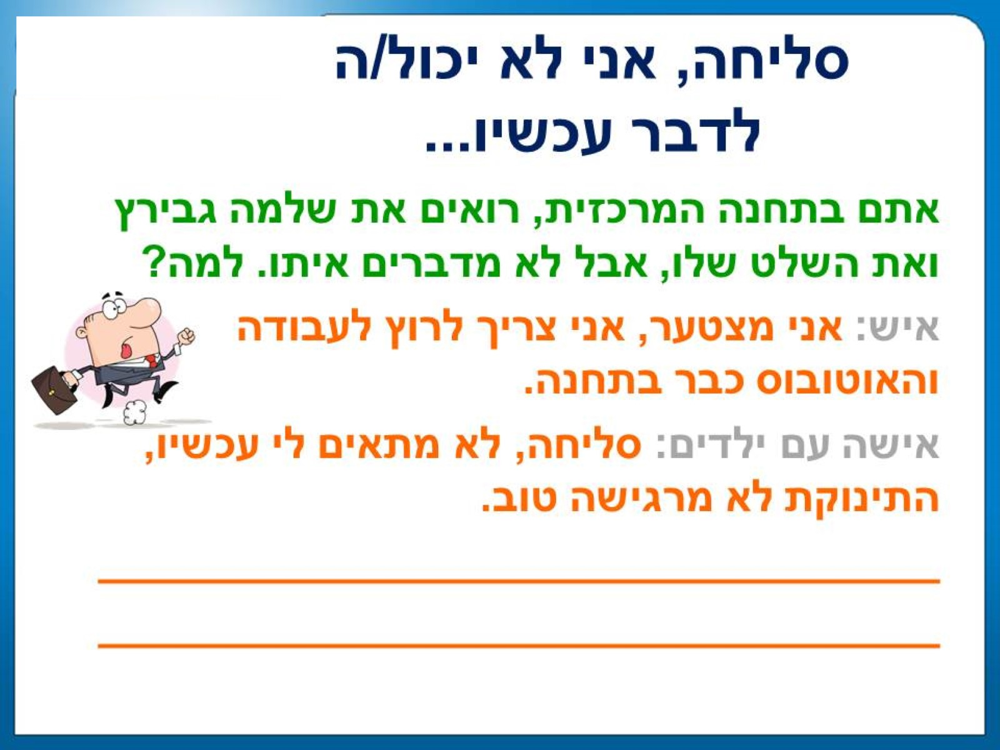 סליחה, אני לא יכול/ה
לדבר עכשיו...
אתם בתחנה המרכזית, רואים את שלמה גבירץ
ואת השלט שלו, אבל לא מדברים איתו. למה?
איש: אני מצטער, אני צריך לרוץ לעבודה
והאוטובוס כבר בתחנה.
אישה עם ילדים: סליחה, לא מתאים לי עכשיו,
התינוקת לא מרגישה טוב.